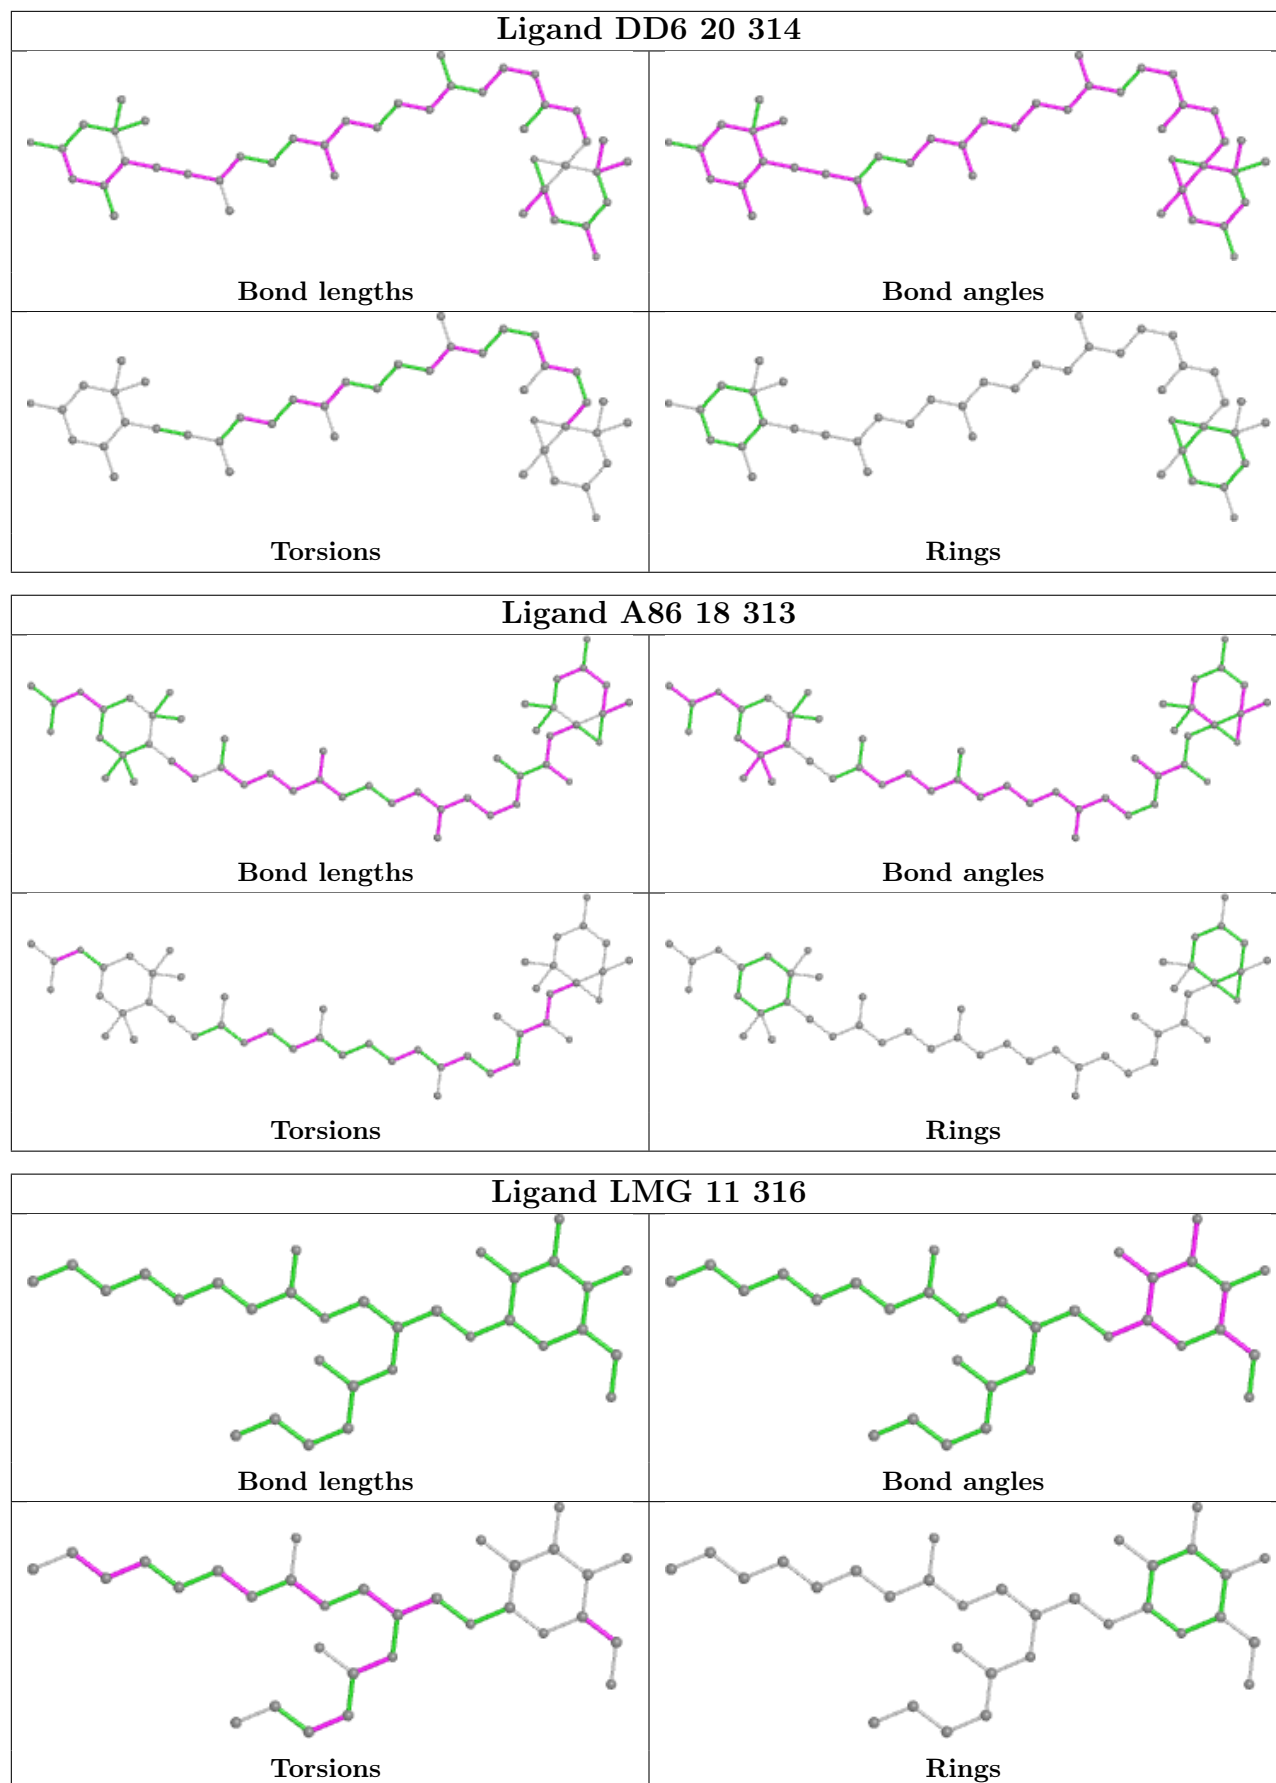 Ligand DD6 20 314
Bond lengths
Bond angles
Torsions
Rings
Ligand A86 18 313
Bond lengths
Bond angles
Torsions
Rings
Ligand LMG 11 316
Bond lengths
Bond angles
Torsions
Rings